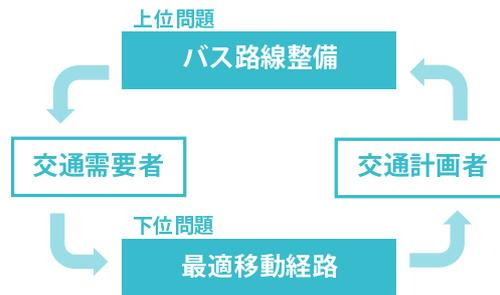 上位問題
バス路線整備
交通需要者
交通計画者
下位問題
最適移動経路